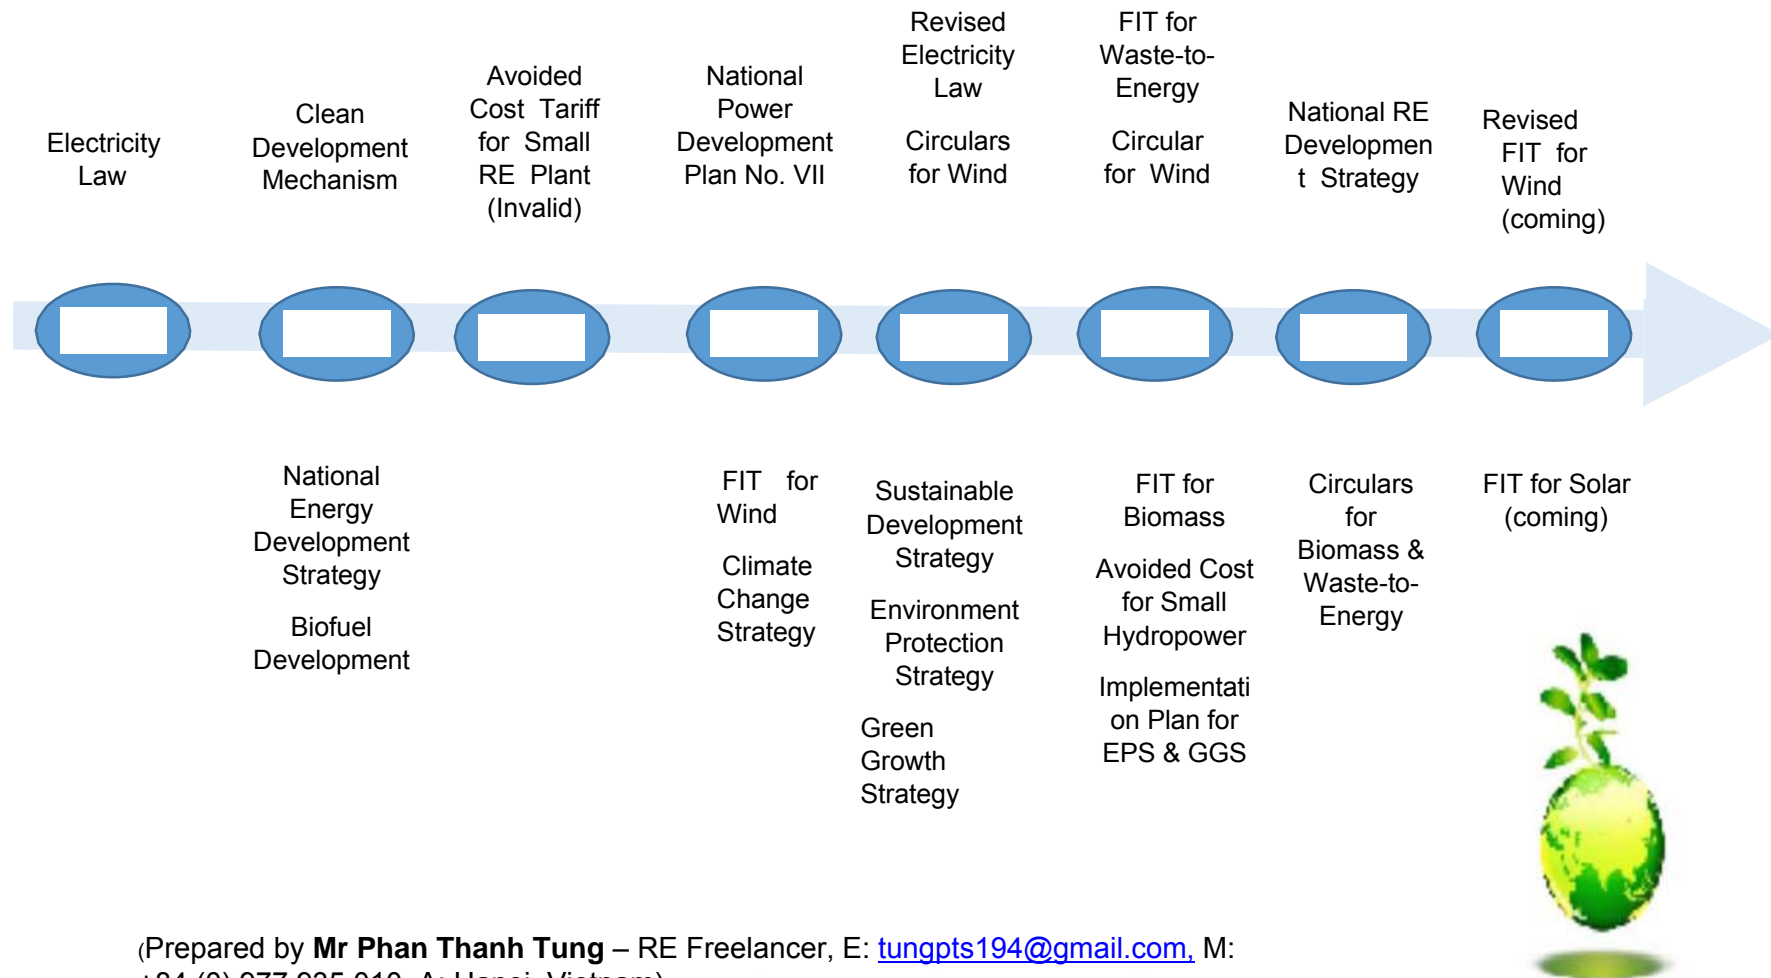 Electricity
Law
Clean
Development
Mechanism
Avoided
Cost Tariff
for Small
RE Plant
(Invalid)
National
Power
Development
Plan No. VII
Revised
Electricity
Law
Circulars
for Wind
FIT for
Waste-to-
Energy
Circular
for Wind
National RE
Developmen
t Strategy
Revised
FIT for
Wind
(coming)
National
Energy
Development
Strategy
Biofuel
Development
FIT for
Wind
Climate
Change
Strategy
Sustainable
Development
Strategy
Environment
Protection
Strategy
Green
Growth
Strategy
FIT for
Biomass
Avoided Cost
for Small
Hydropower
Implementati
on Plan for
EPS & GGS
Circulars
for
Biomass &
Waste-to-
Energy
FIT for Solar
(coming)
(Prepared by Mr Phan Thanh Tung – RE Freelancer, E: tungpts194@gmail.com, M:
Hanoi, Vietnam)